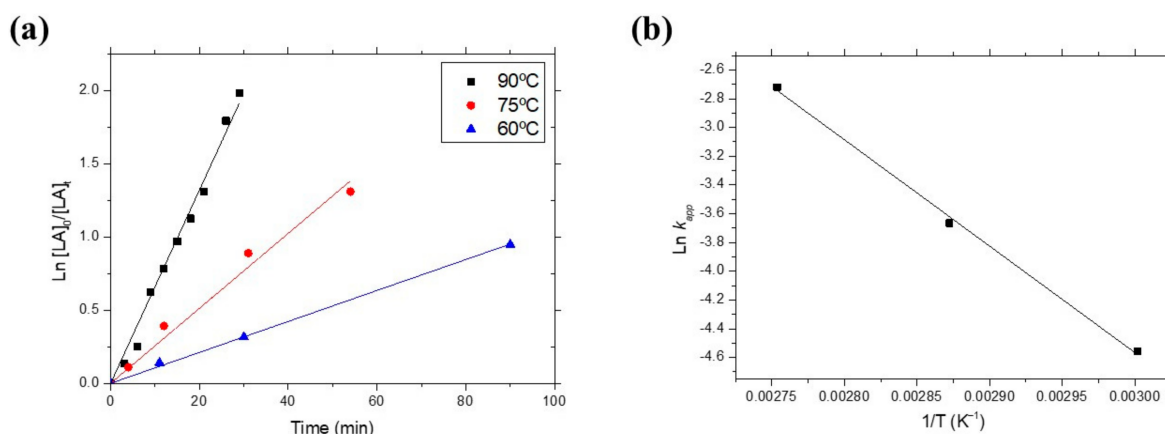 (a)
(b)
90ºC
75ºC
60ºC
2.0
1.5
1.0
0.5
0.0
Ln [LA]₀/[LA]ₜ
0 20 40 60 80 100
Time (min)
-2.6
-2.8
-3.0
-3.2
-3.4
-3.6
-3.8
-4.0
-4.2
-4.4
-4.6
Ln k_app
0.00275 0.00280 0.00285 0.00290 0.00295 0.00300
1/T (K⁻¹)